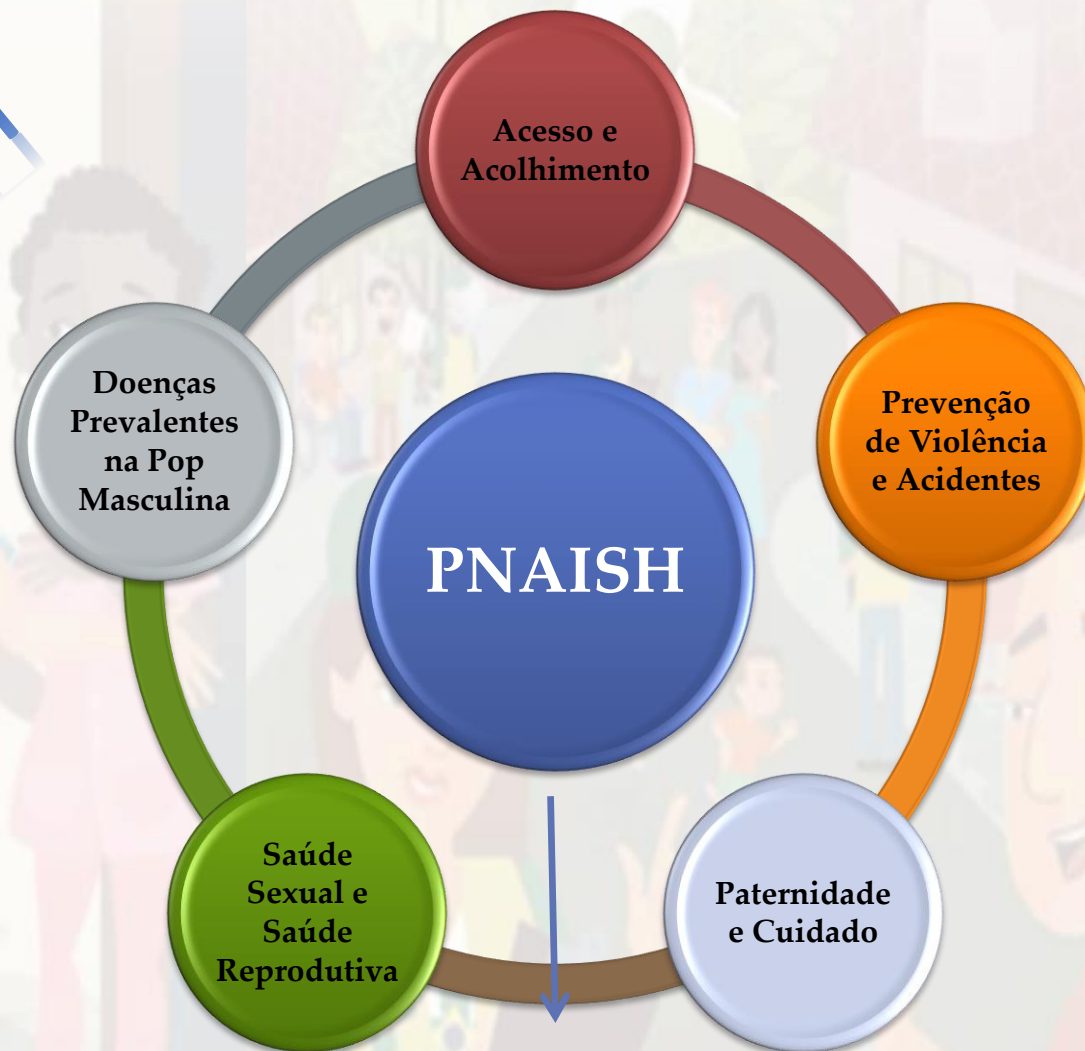 Acesso e
Acolhimento
Prevenção
de Violência
e Acidentes
Paternidade
e Cuidado
Saúde
Sexual e
Saúde
Reprodutiva
Doenças
Prevalentes
na Pop
Masculina
PNAISH